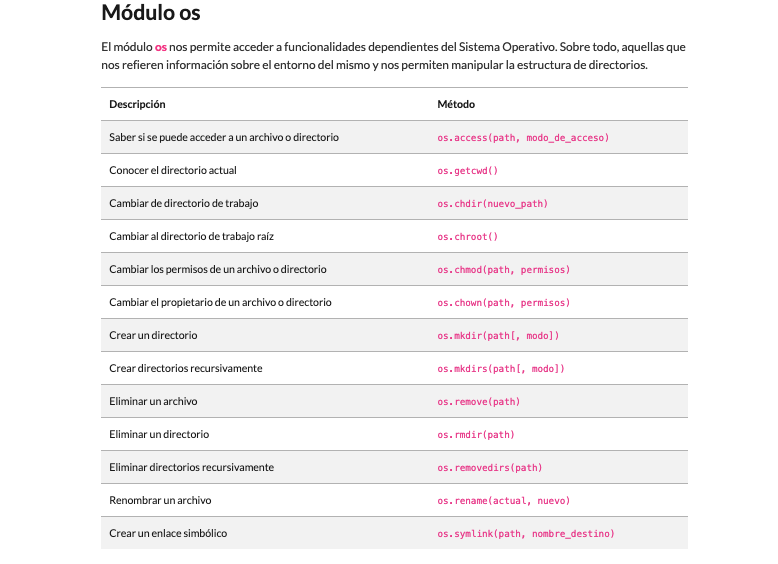 Módulo os
El módulo os nos permite acceder a funcionalidades dependientes del Sistema Operativo. Sobre todo, aquellas que
nos refieren información sobre el entorno del mismo y nos permiten manipular la estructura de directorios.
Descripción Método
Saber si se puede acceder a un archivo o directorio os.access(path, modo_de_acceso)
Conocer el directorio actual os.getcwd()
Cambiar de directorio de trabajo os.chdir(nuevo_path)
Cambiar al directorio de trabajo raíz os.chroot()
Cambiar los permisos de un archivo o directorio os.chmod(path, permisos)
Cambiar el propietario de un archivo o directorio os.chown(path, permisos)
Crear un directorio os.mkdir(path[, modo])
Crear directorios recursivamente os.mkdirs(path[, modo])
Eliminar un archivo os.remove(path)
Eliminar un directorio os.rmdir(path)
Eliminar directorios recursivamente os.removedirs(path)
Renombrar un archivo os.rename(actual, nuevo)
Crear un enlace simbólico os.symlink(path, nombre_destino)